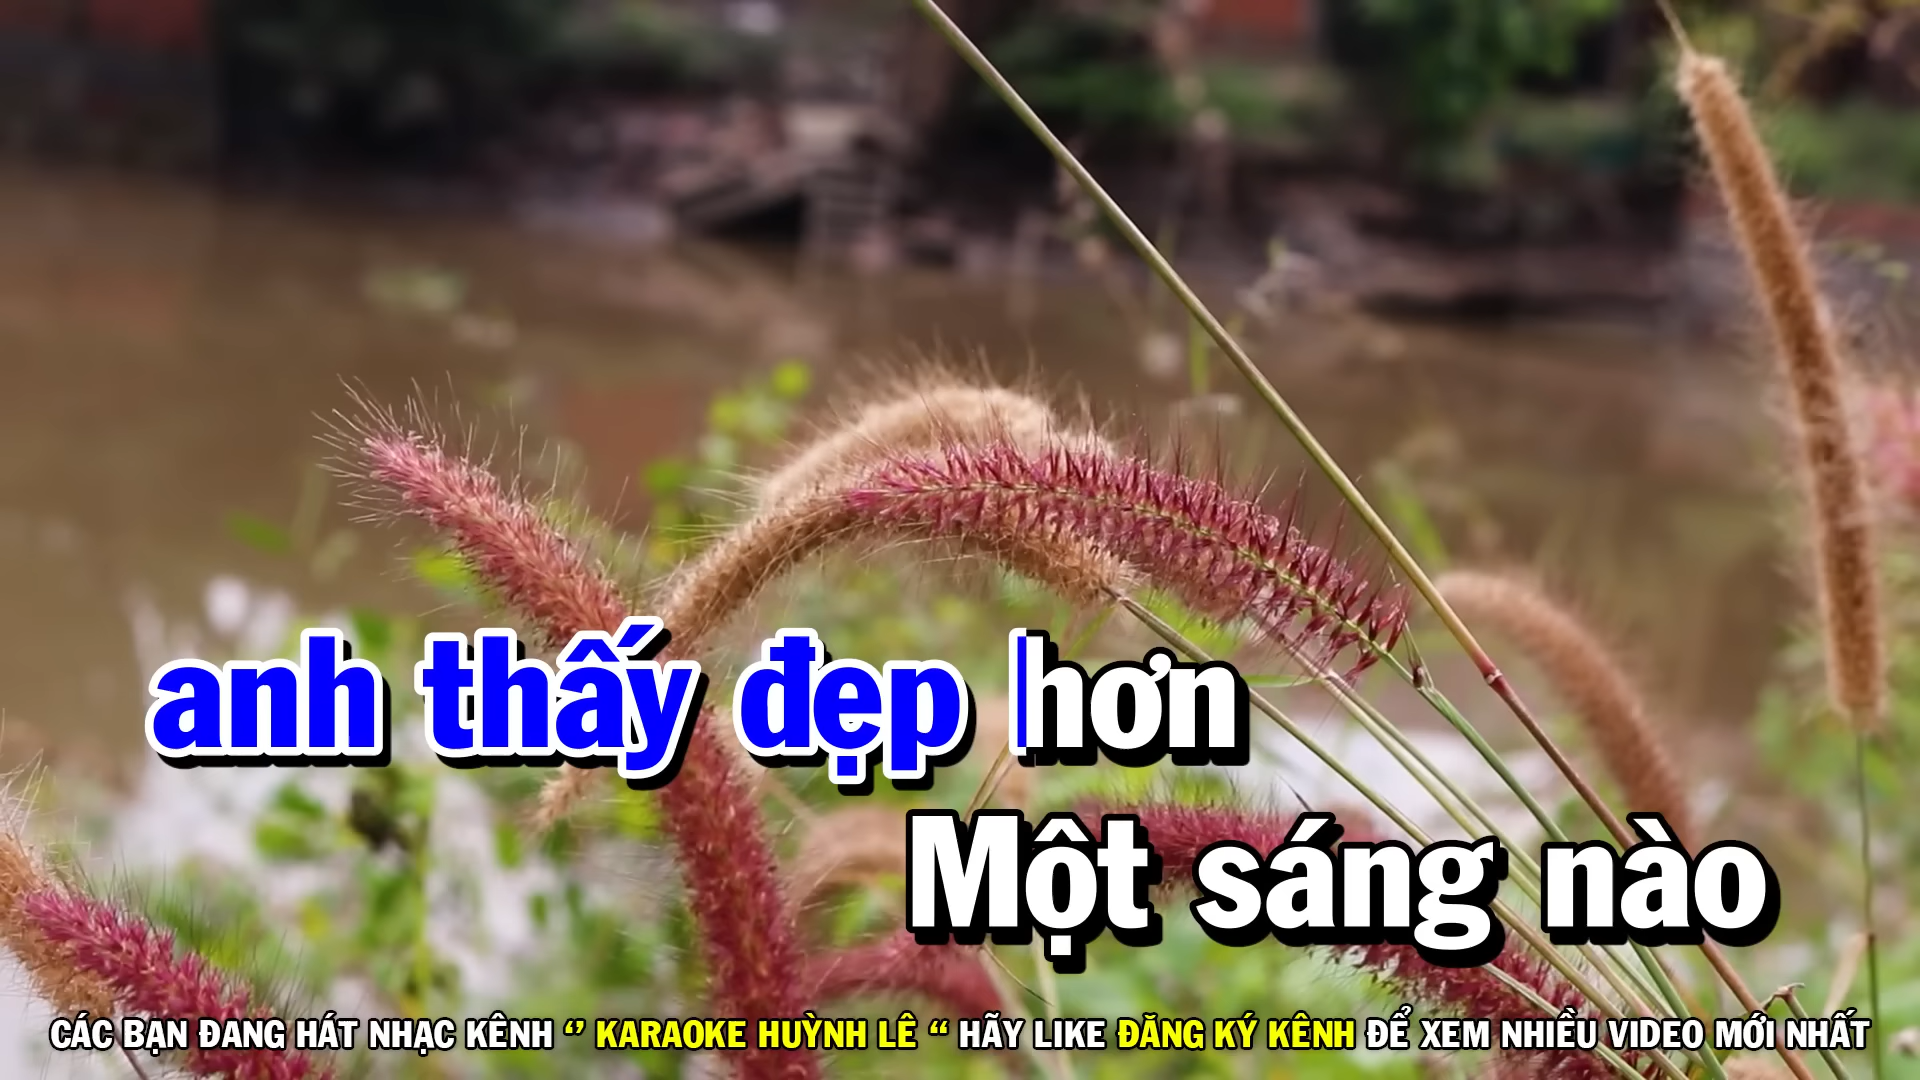 anh thấy đẹp hơn
Một sáng nào
CÁC BẠN ĐANG HÁT NHẠC KÊNH ‘’ KARAOKE HUỲNH LÊ “ HÃY LIKE ĐĂNG KÝ KÊNH ĐỂ XEM NHIỀU VIDEO MỚI NHẤT